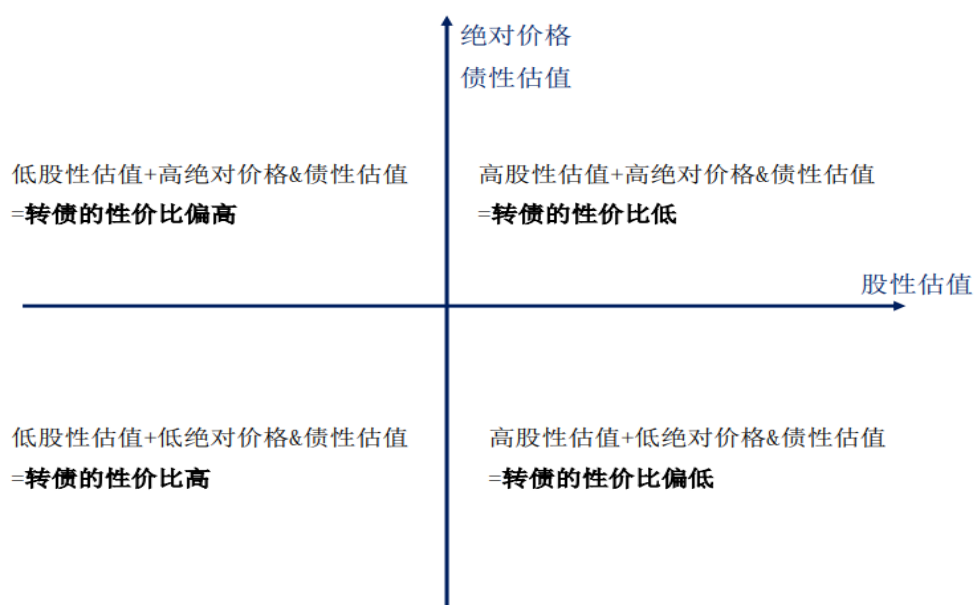 绝对价格
债性估值
低股性估值+高绝对价格&债性估值
=转债的性价比偏高
高股性估值+高绝对价格&债性估值
=转债的性价比低
股性估值
低股性估值+低绝对价格&债性估值
=转债的性价比高
高股性估值+低绝对价格&债性估值
=转债的性价比偏低